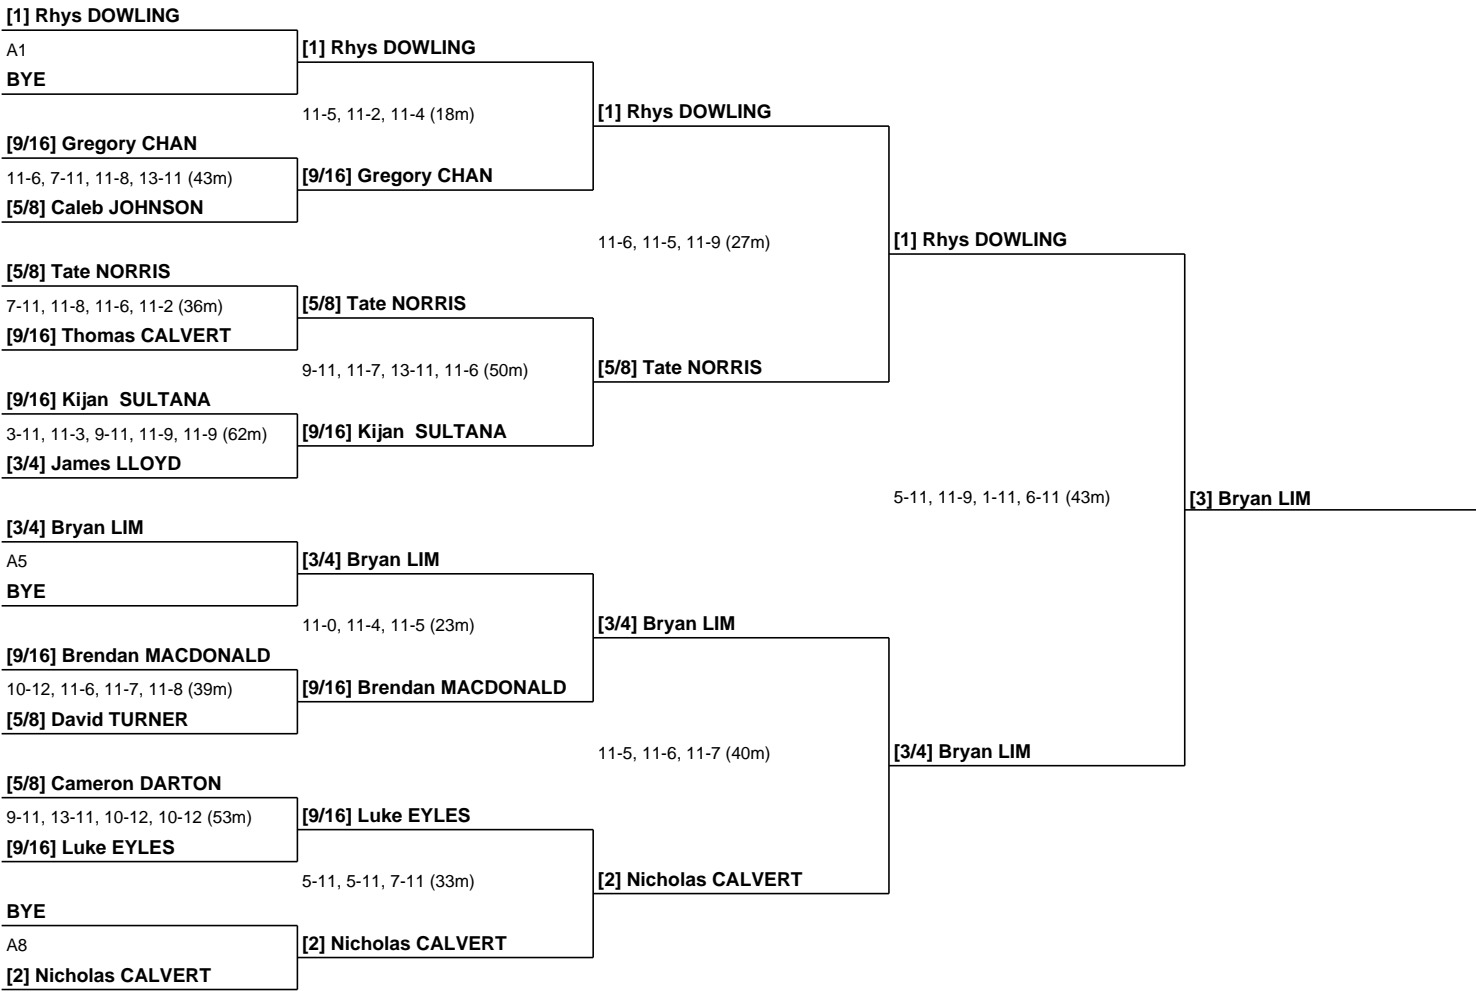 [1] Rhys DOWLING
A1
BYE
[9/16] Gregory CHAN
11-6, 7-11, 11-8, 13-11 (43m)
[5/8] Caleb JOHNSON
[5/8] Tate NORRIS
7-11, 11-8, 11-6, 11-2 (36m)
[9/16] Thomas CALVERT
[9/16] Kijan  SULTANA
3-11, 11-3, 9-11, 11-9, 11-9 (62m)
[3/4] James LLOYD
[3/4] Bryan LIM
A5
BYE
[9/16] Brendan MACDONALD
10-12, 11-6, 11-7, 11-8 (39m)
[5/8] David TURNER
[5/8] Cameron DARTON
9-11, 13-11, 10-12, 10-12 (53m)
[9/16] Luke EYLES
BYE
A8
[2] Nicholas CALVERT
[1] Rhys DOWLING
11-5, 11-2, 11-4 (18m)
[9/16] Gregory CHAN
[5/8] Tate NORRIS
9-11, 11-7, 13-11, 11-6 (50m)
[9/16] Kijan  SULTANA
[3/4] Bryan LIM
11-0, 11-4, 11-5 (23m)
[9/16] Brendan MACDONALD
[9/16] Luke EYLES
5-11, 5-11, 7-11 (33m)
[2] Nicholas CALVERT
[1] Rhys DOWLING
11-6, 11-5, 11-9 (27m)
[5/8] Tate NORRIS
[3/4] Bryan LIM
11-5, 11-6, 11-7 (40m)
[2] Nicholas CALVERT
[1] Rhys DOWLING
5-11, 11-9, 1-11, 6-11 (43m)
[3/4] Bryan LIM
[3] Bryan LIM